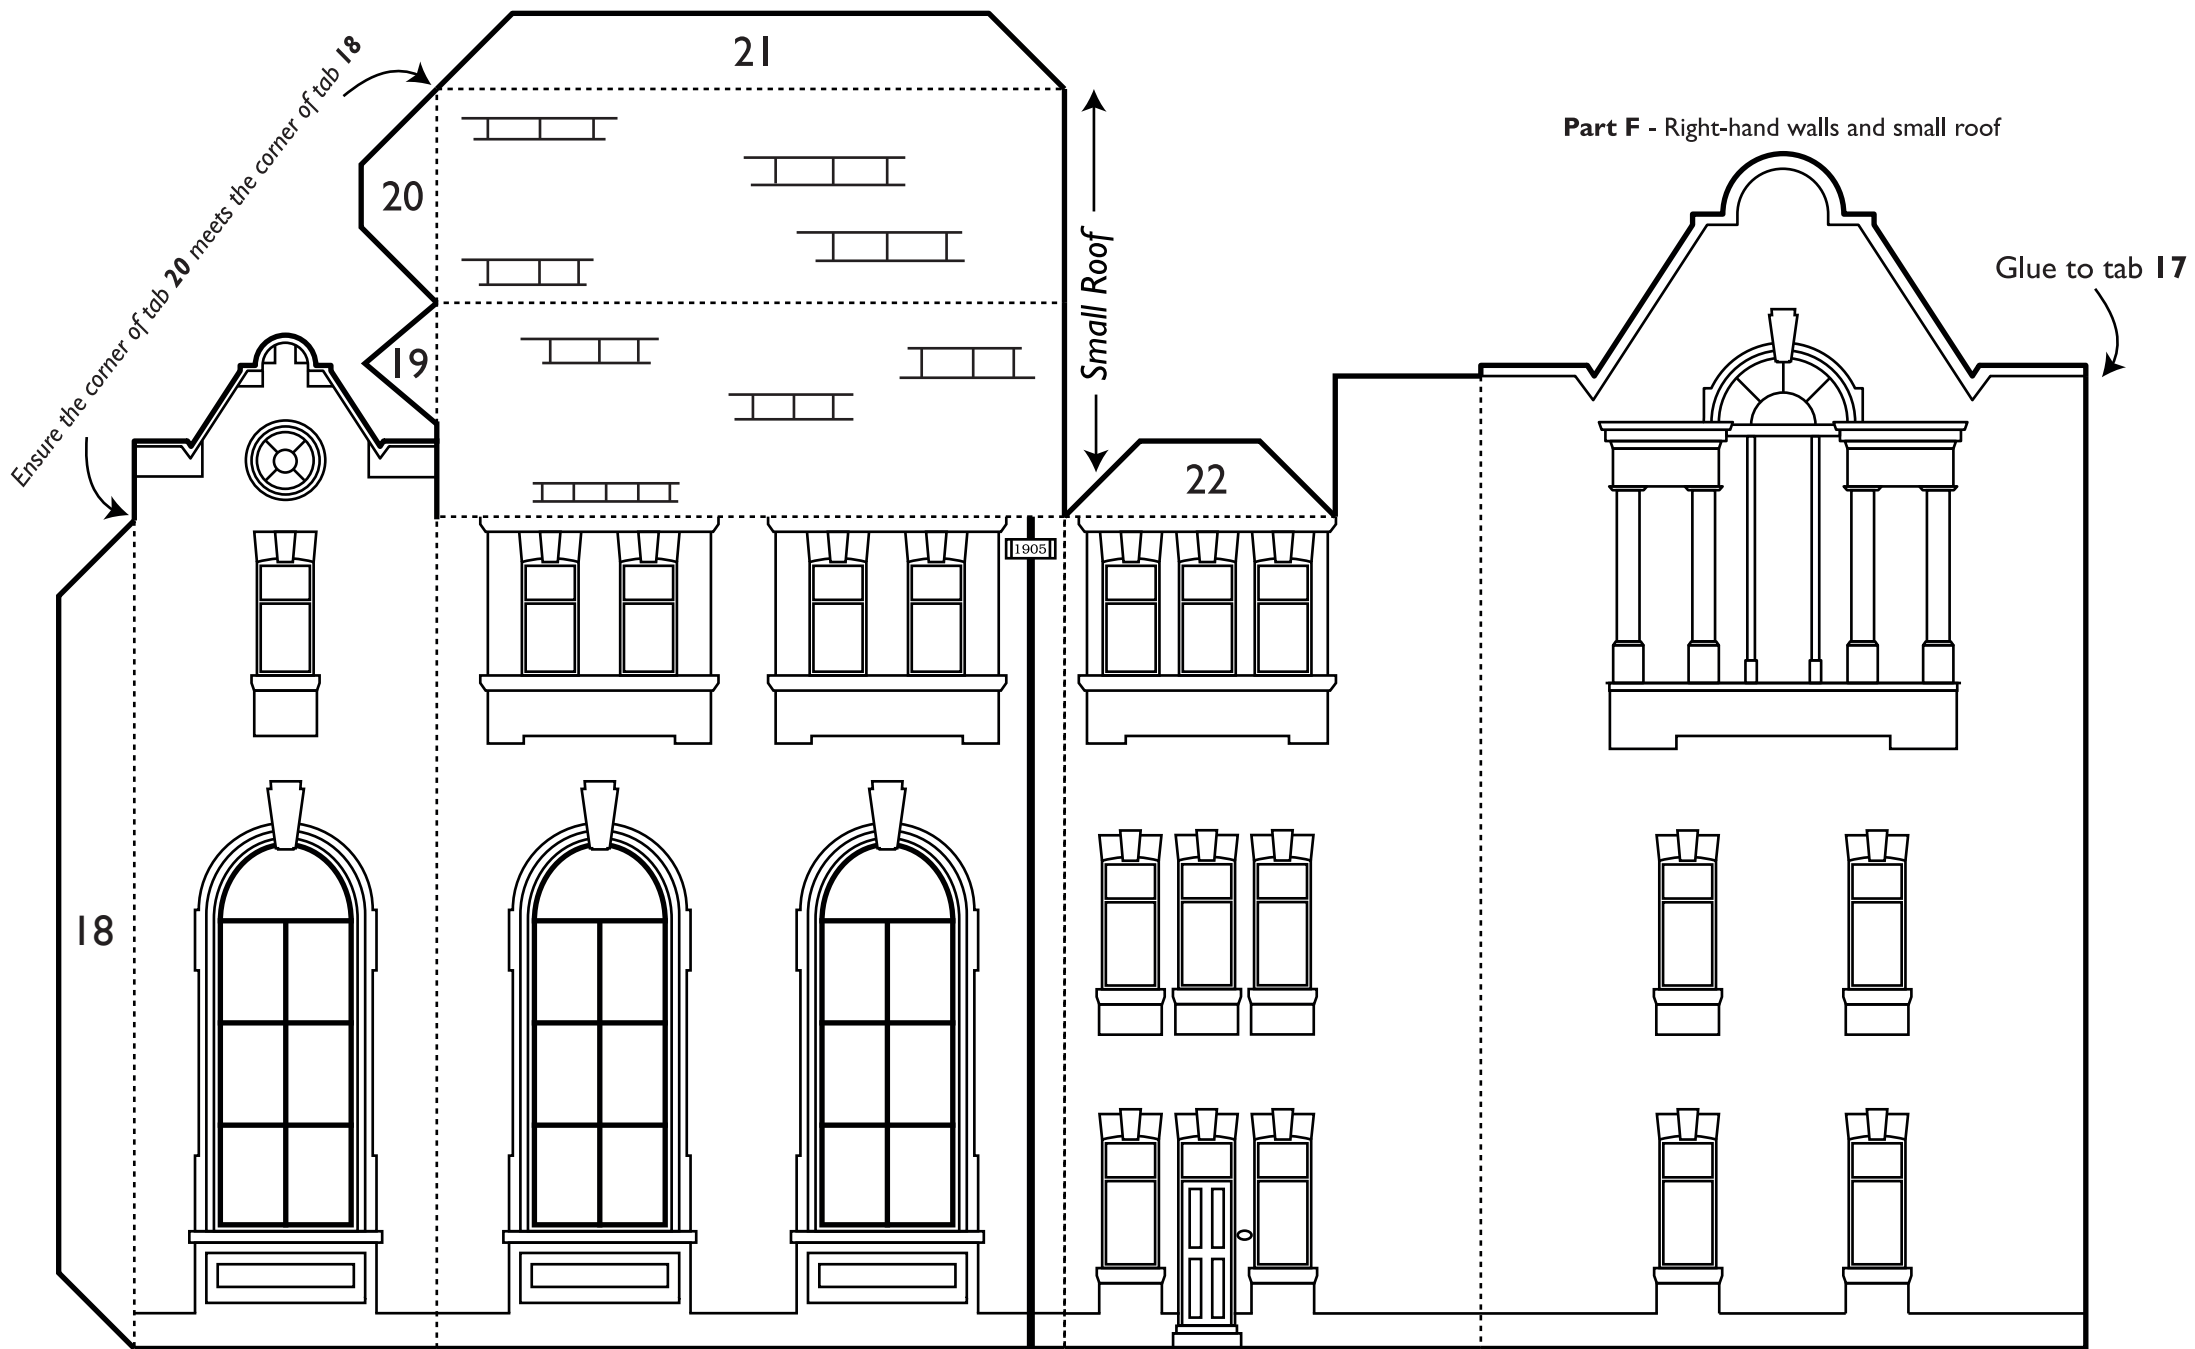 21
Ensure the corner of tab 20 meets the corner of tab 18
Part F - Right-hand walls and small roof
20
Small Roof
Glue to tab 17
19
22
1905
18